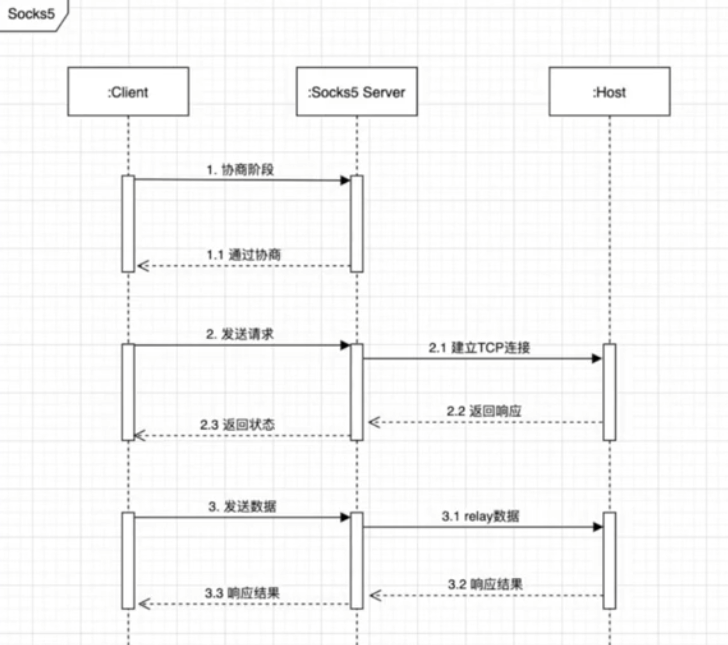 Socks5
:Client
:Socks5 Server
:Host
1. 协商阶段
1.1 通过协商
2. 发送请求
2.1 建立TCP连接
2.2 返回响应
2.3 返回状态
3. 发送数据
3.1 relay数据
3.2 响应结果
3.3 响应结果